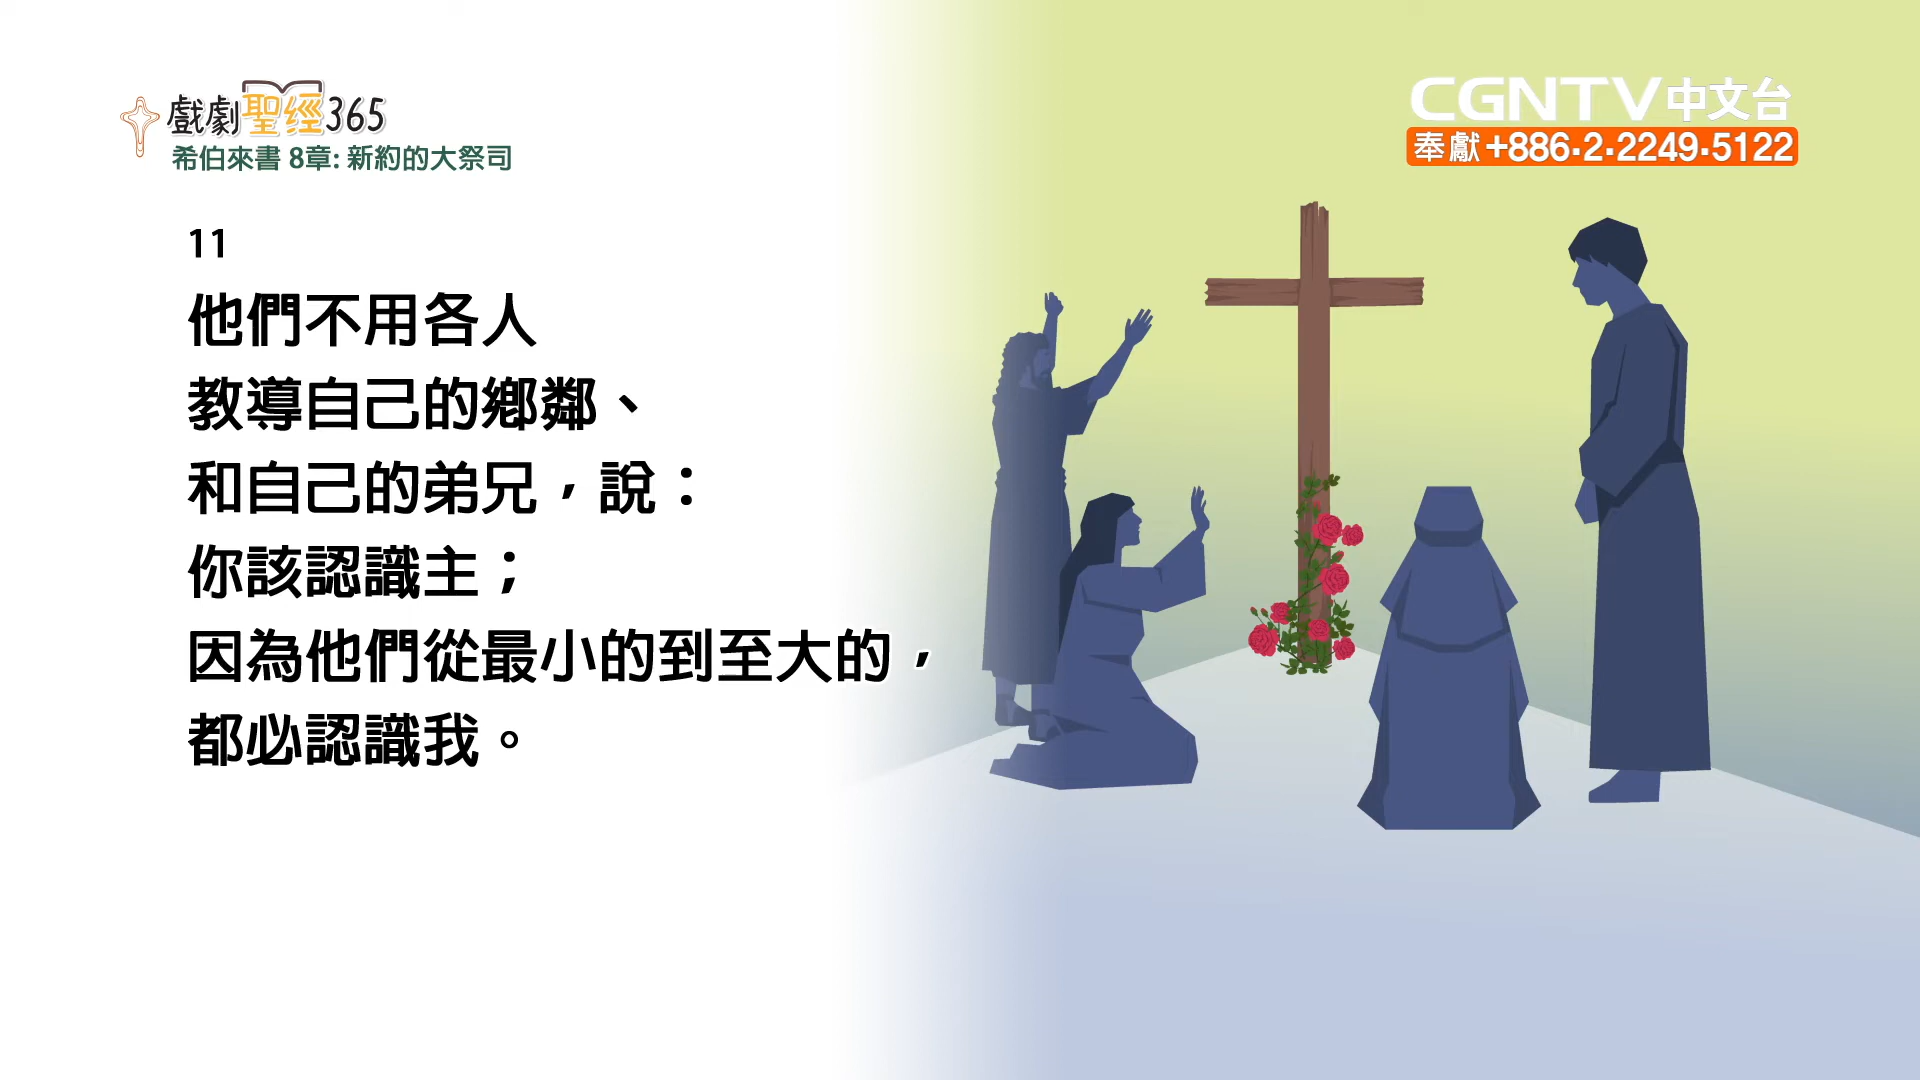 戲劇聖經365
希伯來書 8章: 新約的大祭司
CGNTV中文台
奉獻 +886·2·2249·5122
11
他們不用各人
教導自己的鄉鄰、
和自己的弟兄，說：
你該認識主；
因為他們從最小的到至大的，
都必認識我。